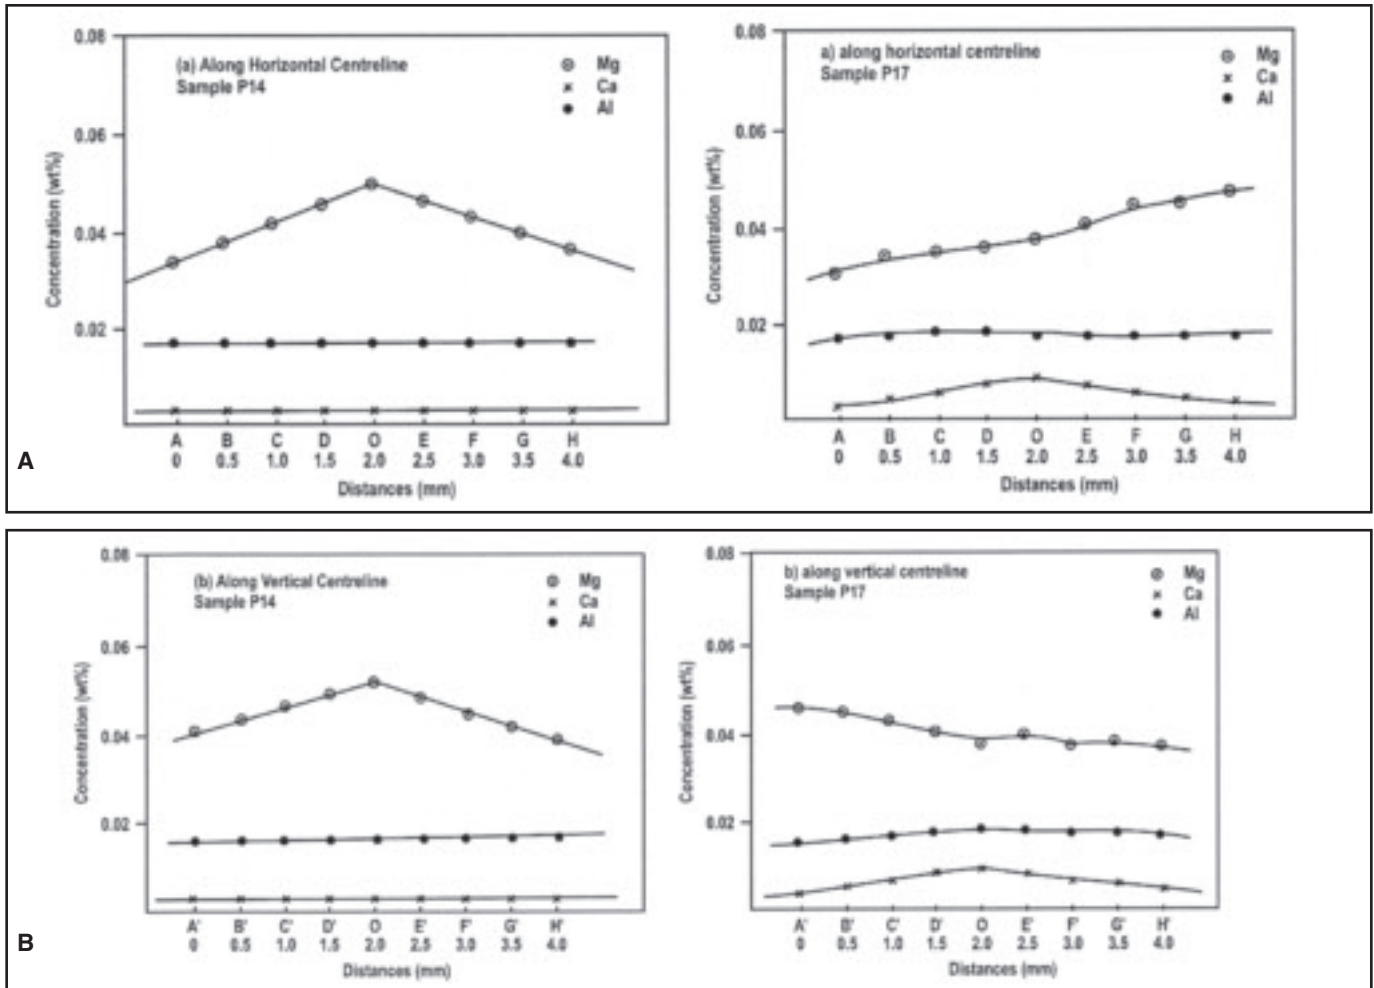 (a) Along Horizontal Centreline
Sample P14
Mg
Ca
Al
0.08
0.06
0.04
0.02
Concentration (wt%)
A B C D O E F G H
0 0.5 1.0 1.5 2.0 2.5 3.0 3.5 4.0
Distances (mm)
a) along horizontal centreline
Sample P17
Mg
Ca
Al
0.08
0.06
0.04
0.02
Concentration (wt%)
A B C D O E F G H
0 0.5 1.0 1.5 2.0 2.5 3.0 3.5 4.0
Distances (mm)
A
(b) Along Vertical Centreline
Sample P14
Mg
Ca
Al
0.08
0.06
0.04
0.02
Concentration (wt%)
A' B' C' D' O E' F' G' H'
0 0.5 1.0 1.5 2.0 2.5 3.0 3.5 4.0
Distances (mm)
b) along vertical centreline
Sample P17
Mg
Ca
Al
0.08
0.06
0.04
0.02
Concentration (wt%)
A' B' C' D' O E' F' G' H'
0 0.5 1.0 1.5 2.0 2.5 3.0 3.5 4.0
Distances (mm)
B